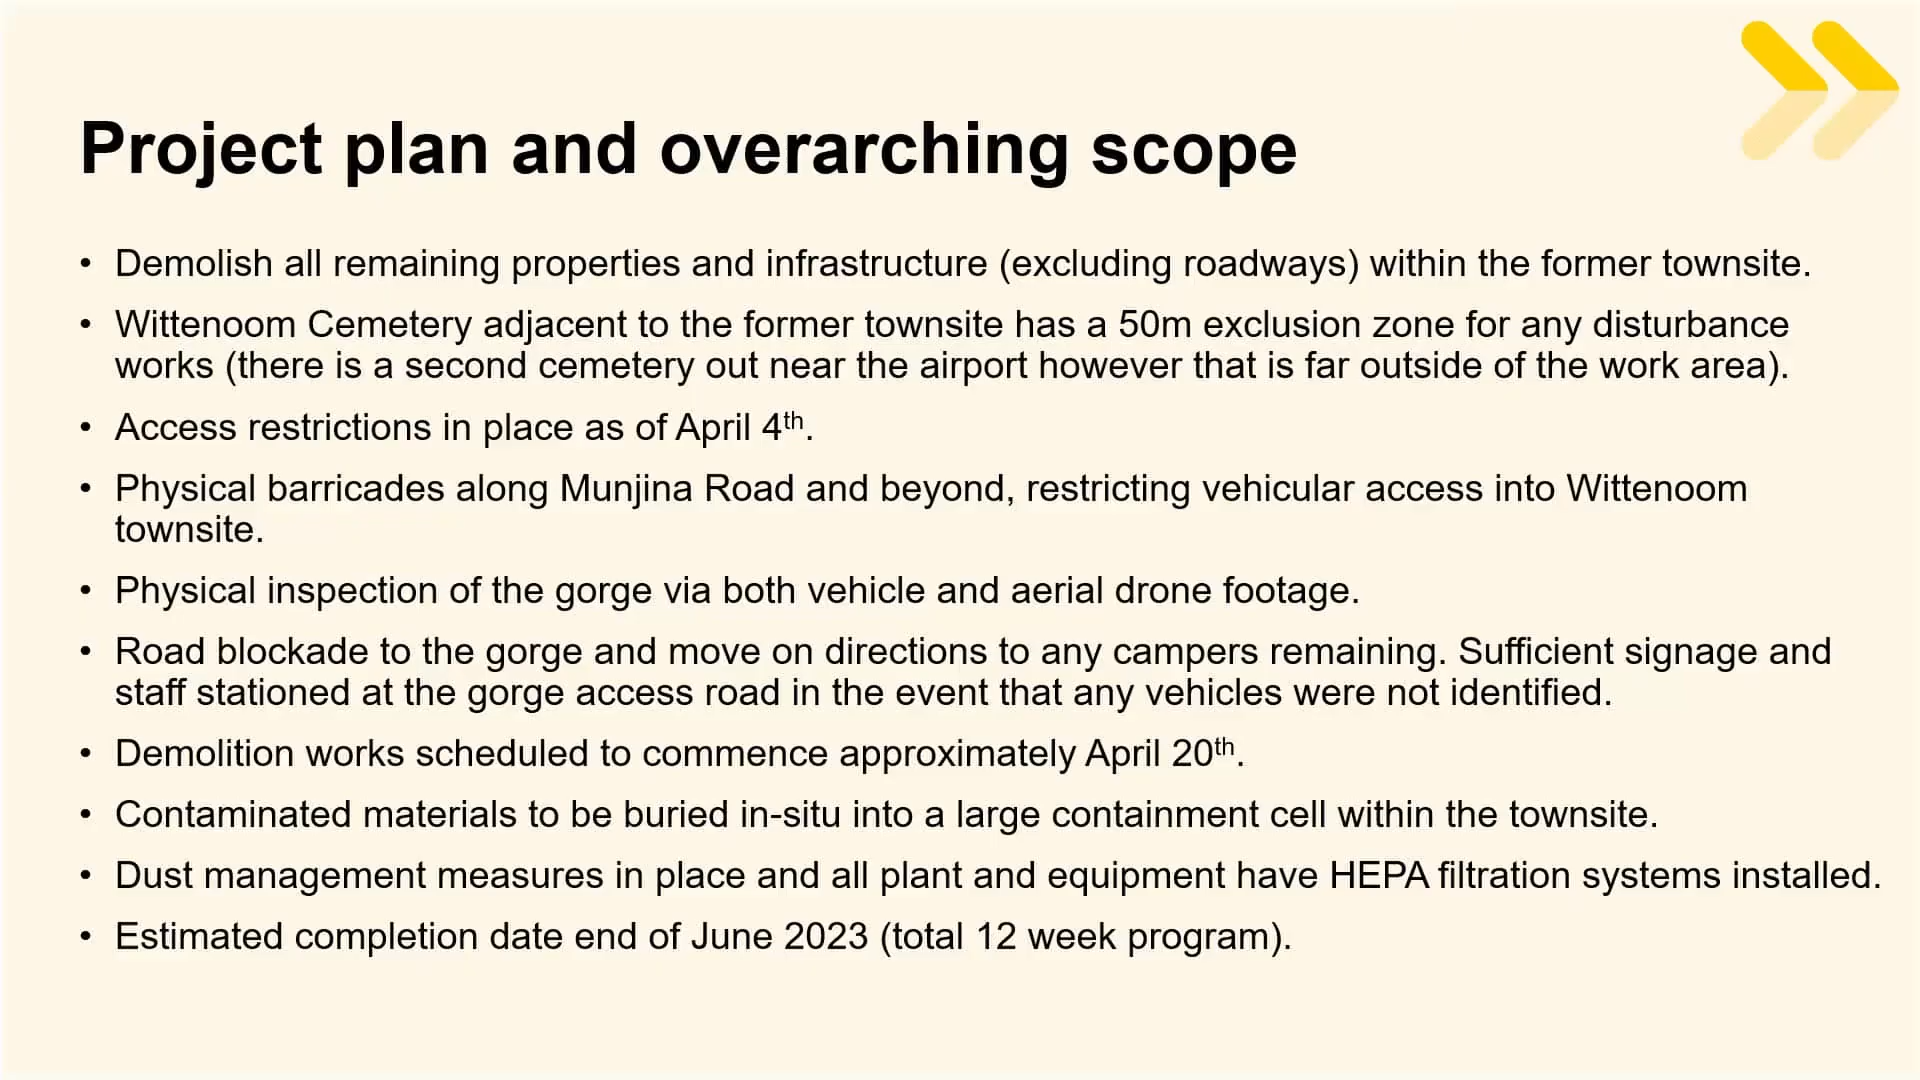 Project plan and overarching scope
• Demolish all remaining properties and infrastructure (excluding roadways) within the former townsite.
• Wittenoom Cemetery adjacent to the former townsite has a 50m exclusion zone for any disturbance
works (there is a second cemetery out near the airport however that is far outside of the work area).
• Access restrictions in place as of April 4th.
• Physical barricades along Munjina Road and beyond, restricting vehicular access into Wittenoom
townsite.
• Physical inspection of the gorge via both vehicle and aerial drone footage.
• Road blockade to the gorge and move on directions to any campers remaining. Sufficient signage and
staff stationed at the gorge access road in the event that any vehicles were not identified.
• Demolition works scheduled to commence approximately April 20th.
• Contaminated materials to be buried in-situ into a large containment cell within the townsite.
• Dust management measures in place and all plant and equipment have HEPA filtration systems installed.
• Estimated completion date end of June 2023 (total 12 week program).